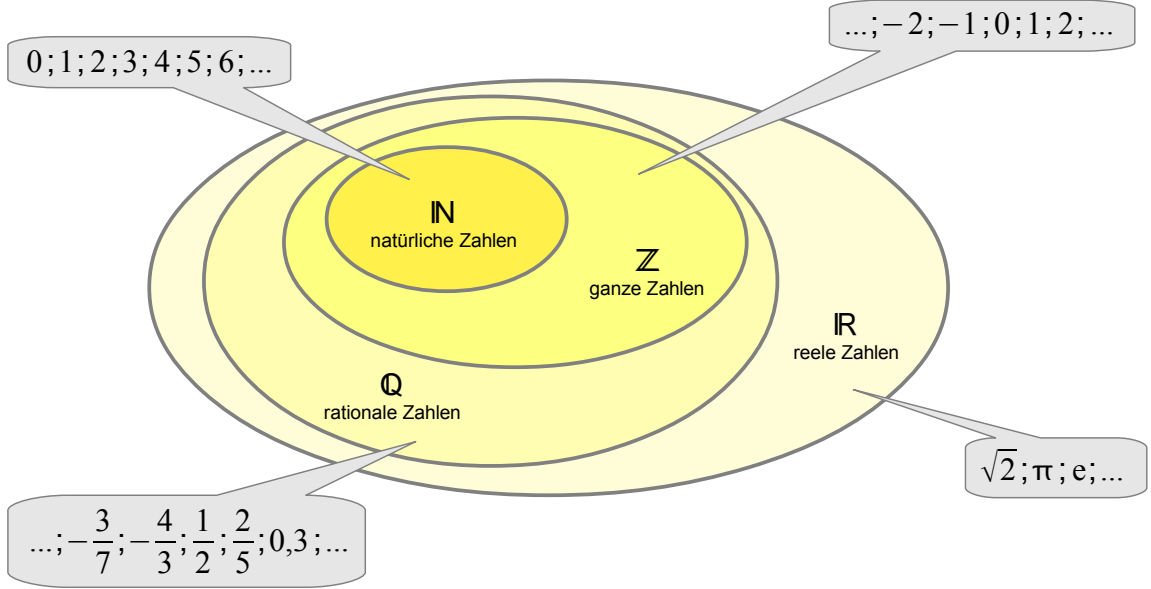 ...;−2;−1;0;1;2;...
0;1;2;3;4;5;6;...
ℕ
natürliche Zahlen
ℤ
ganze Zahlen
ℝ
reele Zahlen
ℚ
rationale Zahlen
√2;π;e;...
...;−3/7;−4/3;1/2;2/5;0,3;...